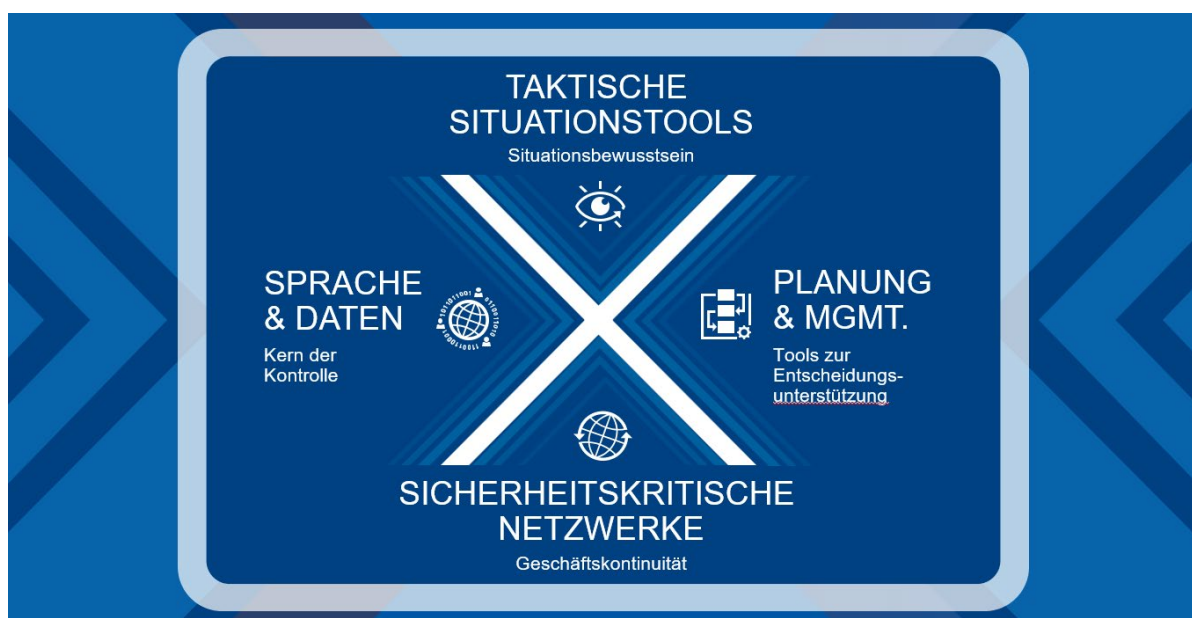 TAKTISCHE
SITUATIONSTOOLS
Situationsbewusstsein
SPRACHE
& DATEN
Kern der
Kontrolle
PLANUNG
& MGMT.
Tools zur
Entscheidungs-
unterstützung
SICHERHEITSKRITISCHE
NETZWERKE
Geschäftskontinuität